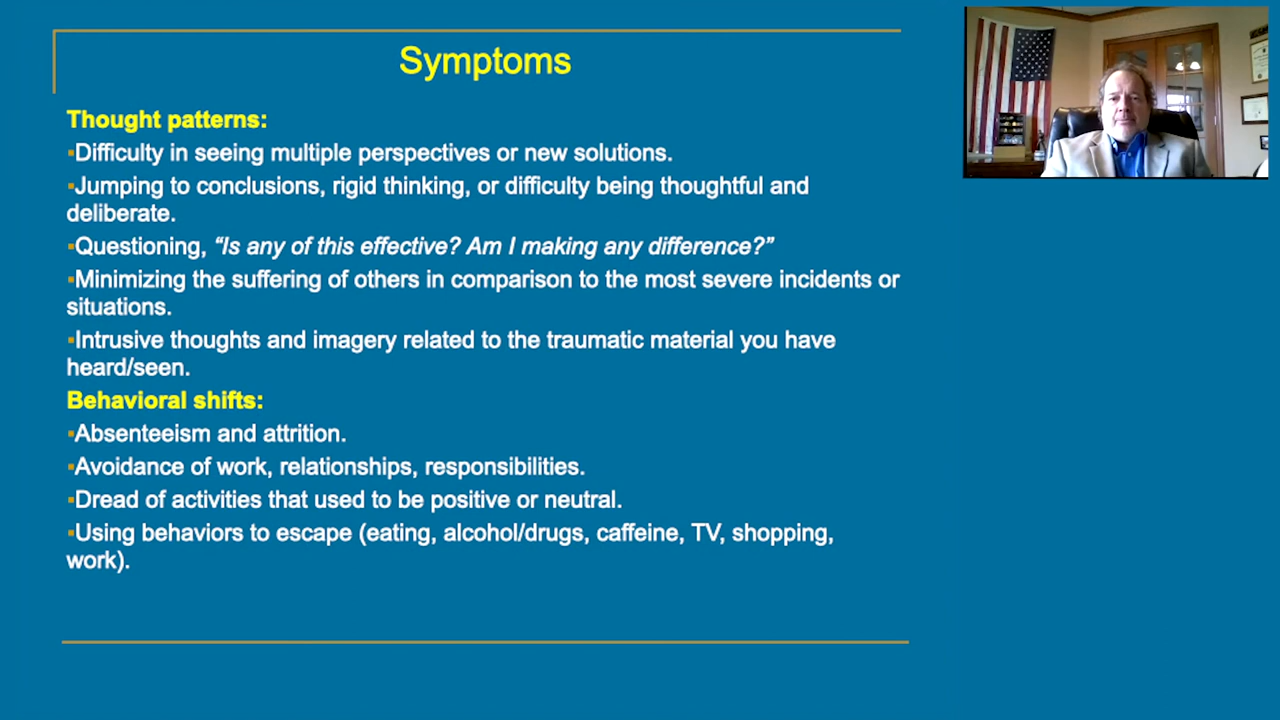 Symptoms
Thought patterns:
▪Difficulty in seeing multiple perspectives or new solutions.
▪Jumping to conclusions, rigid thinking, or difficulty being thoughtful and
deliberate.
▪Questioning, “Is any of this effective? Am I making any difference?”
▪Minimizing the suffering of others in comparison to the most severe incidents or
situations.
▪Intrusive thoughts and imagery related to the traumatic material you have
heard/seen.
Behavioral shifts:
▪Absenteeism and attrition.
▪Avoidance of work, relationships, responsibilities.
▪Dread of activities that used to be positive or neutral.
▪Using behaviors to escape (eating, alcohol/drugs, caffeine, TV, shopping,
work).